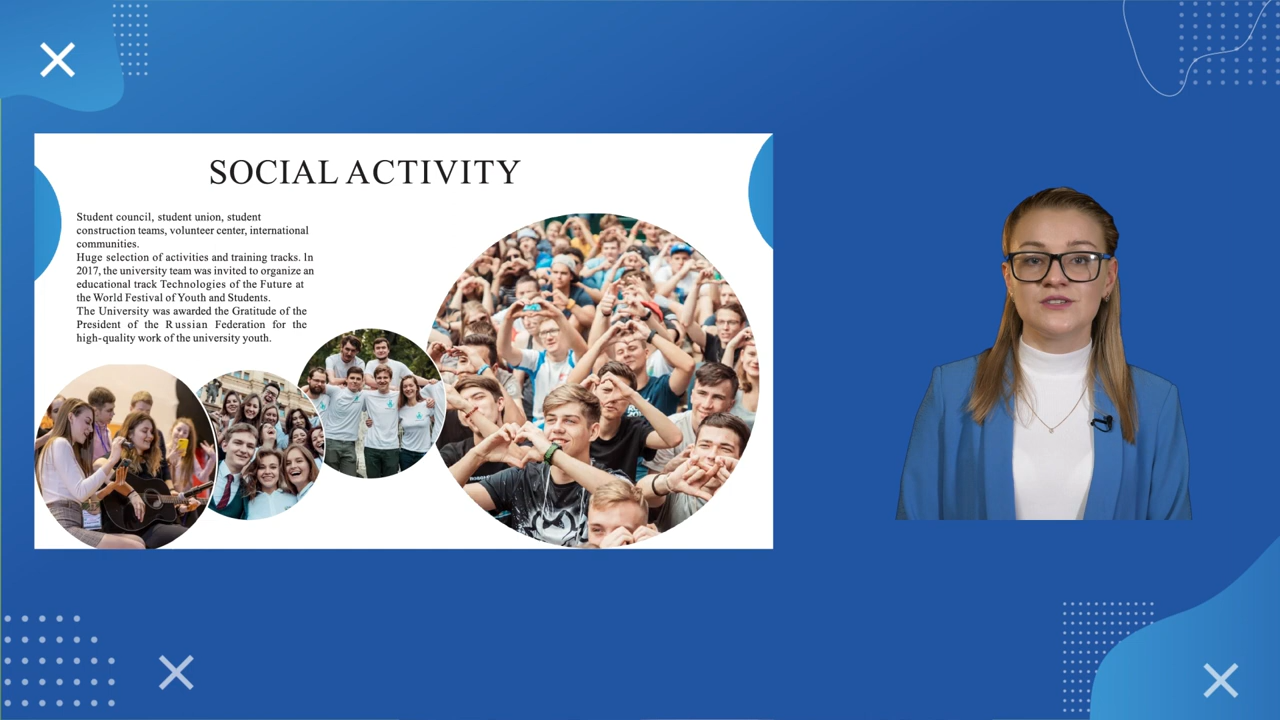 SOCIAL ACTIVITY
Student council, student union, student
construction teams, volunteer center, international
communities.
Huge selection of activities and training tracks. In
2017, the university team was invited to organize an
educational track Technologies of the Future at
the World Festival of Youth and Students.
The University was awarded the Gratitude of the
President of the Russian Federation for the
high-quality work of the university youth.